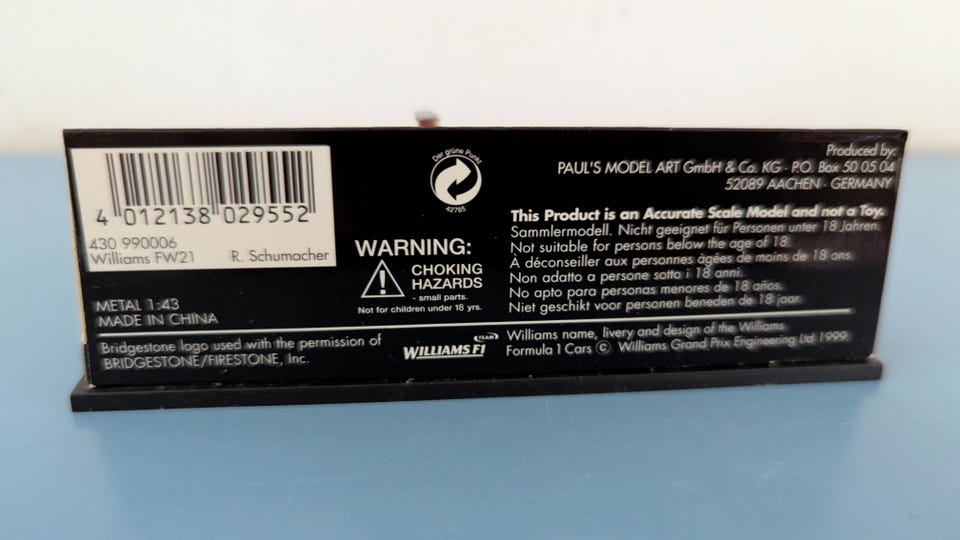 4 012138 029552
430 990006
Williams FW21 R. Schumacher
METAL 1:43
MADE IN CHINA
Bridgestone logo used with the permission of
BRIDGESTONE/FIRESTONE, Inc.
Der grüne Punkt
42765
WARNING:
CHOKING
HAZARDS
- small parts.
Not for children under 18 yrs.
TEAM
WILLIAMS F1
Produced by:
PAUL'S MODEL ART GmbH & Co. KG · P.O. Box 50 05 04
52089 AACHEN · GERMANY
This Product is an Accurate Scale Model and not a Toy.
Sammlermodell. Nicht geeignet für Personen unter 18 Jahren.
Not suitable for persons below the age of 18.
À déconseiller aux personnes âgées de moins de 18 ans.
Non adatto a persone sotto i 18 anni.
No apto para personas menores de 18 años.
Niet geschikt voor personen beneden de 18 jaar.
Williams name, livery and design of the Williams
Formula 1 Cars © Williams Grand Prix Engineering Ltd 1999